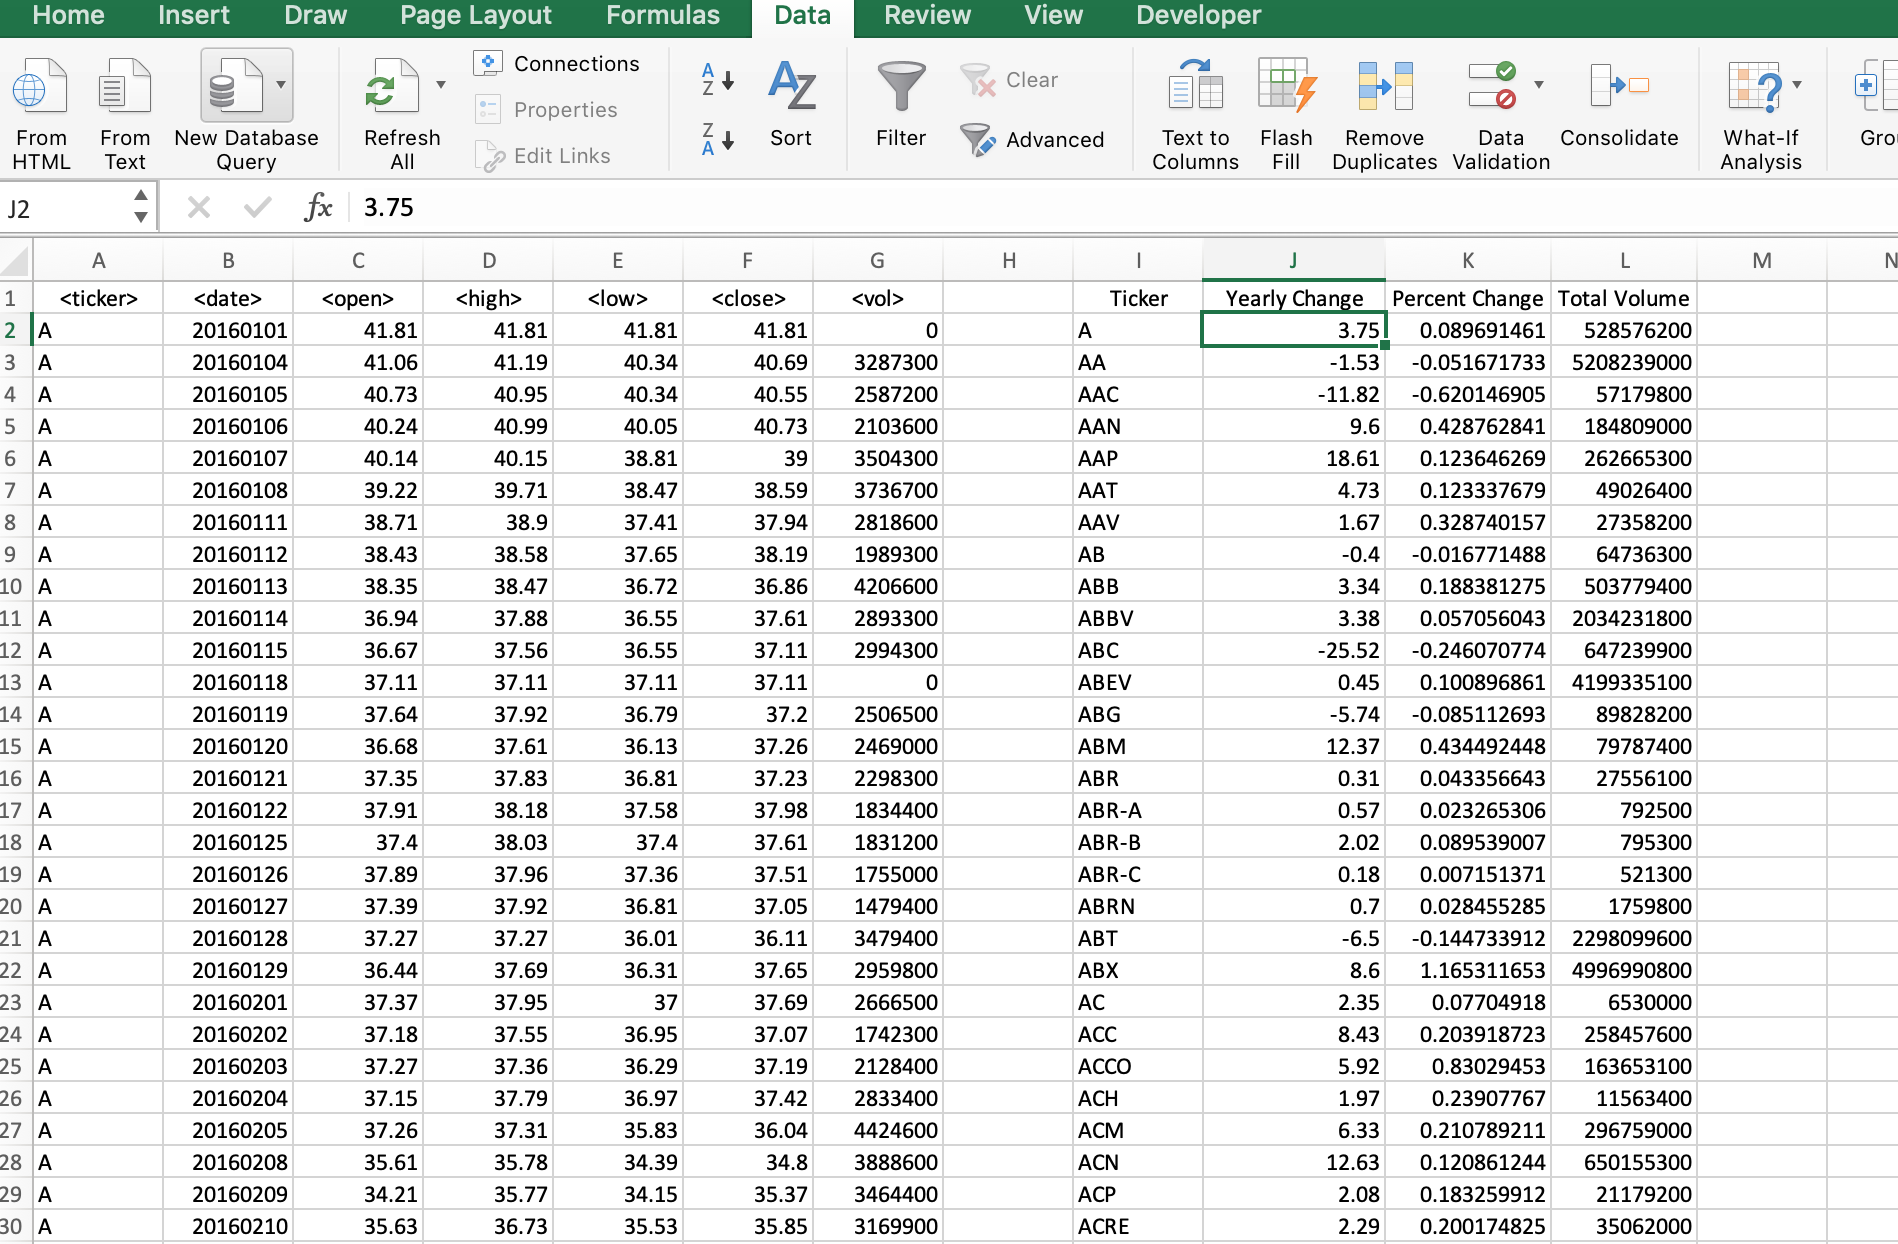 Home Insert Draw Page Layout Formulas Data Review View Developer
From HTML
From Text
New Database Query
Refresh All
Connections
Properties
Edit Links
A Z
Z A
Sort
Filter
Clear
Advanced
Text to Columns
Flash Fill
Remove Duplicates
Data Validation
Consolidate
What-If Analysis
J2 fx 3.75
A B C D E F G H I J K L M N
1 <ticker> <date> <open> <high> <low> <close> <vol> Ticker Yearly Change Percent Change Total Volume
2 A 20160101 41.81 41.81 41.81 41.81 0 A 3.75 0.089691461 528576200
3 A 20160104 41.06 41.19 40.34 40.69 3287300 AA -1.53 -0.051671733 5208239000
4 A 20160105 40.73 40.95 40.34 40.55 2587200 AAC -11.82 -0.620146905 57179800
5 A 20160106 40.24 40.99 40.05 40.73 2103600 AAN 9.6 0.428762841 184809000
6 A 20160107 40.14 40.15 38.81 39 3504300 AAP 18.61 0.123646269 262665300
7 A 20160108 39.22 39.71 38.47 38.59 3736700 AAT 4.73 0.123337679 49026400
8 A 20160111 38.71 38.9 37.41 37.94 2818600 AAV 1.67 0.328740157 27358200
9 A 20160112 38.43 38.58 37.65 38.19 1989300 AB -0.4 -0.016771488 64736300
10 A 20160113 38.35 38.47 36.72 36.86 4206600 ABB 3.34 0.188381275 503779400
11 A 20160114 36.94 37.88 36.55 37.61 2893300 ABBV 3.38 0.057056043 2034231800
12 A 20160115 36.67 37.56 36.55 37.11 2994300 ABC -25.52 -0.246070774 647239900
13 A 20160118 37.11 37.11 37.11 37.11 0 ABEV 0.45 0.100896861 4199335100
14 A 20160119 37.64 37.92 36.79 37.2 2506500 ABG -5.74 -0.085112693 89828200
15 A 20160120 36.68 37.61 36.13 37.26 2469000 ABM 12.37 0.434492448 79787400
16 A 20160121 37.35 37.83 36.81 37.23 2298300 ABR 0.31 0.043356643 27556100
17 A 20160122 37.91 38.18 37.58 37.98 1834400 ABR-A 0.57 0.023265306 792500
18 A 20160125 37.4 38.03 37.4 37.61 1831200 ABR-B 2.02 0.089539007 795300
19 A 20160126 37.89 37.96 37.36 37.51 1755000 ABR-C 0.18 0.007151371 521300
20 A 20160127 37.39 37.92 36.81 37.05 1479400 ABRN 0.7 0.028455285 1759800
21 A 20160128 37.27 37.27 36.01 36.11 3479400 ABT -6.5 -0.144733912 2298099600
22 A 20160129 36.44 37.69 36.31 37.65 2959800 ABX 8.6 1.165311653 4996990800
23 A 20160201 37.37 37.95 37 37.69 2666500 AC 2.35 0.07704918 6530000
24 A 20160202 37.18 37.55 36.95 37.07 1742300 ACC 8.43 0.203918723 258457600
25 A 20160203 37.27 37.36 36.29 37.19 2128400 ACCO 5.92 0.83029453 163653100
26 A 20160204 37.15 37.79 36.97 37.42 2833400 ACH 1.97 0.23907767 11563400
27 A 20160205 37.26 37.31 35.83 36.04 4424600 ACM 6.33 0.210789211 296759000
28 A 20160208 35.61 35.78 34.39 34.8 3888600 ACN 12.63 0.120861244 650155300
29 A 20160209 34.21 35.77 34.15 35.37 3464400 ACP 2.08 0.183259912 21179200
30 A 20160210 35.63 36.73 35.53 35.85 3169900 ACRE 2.29 0.200174825 35062000